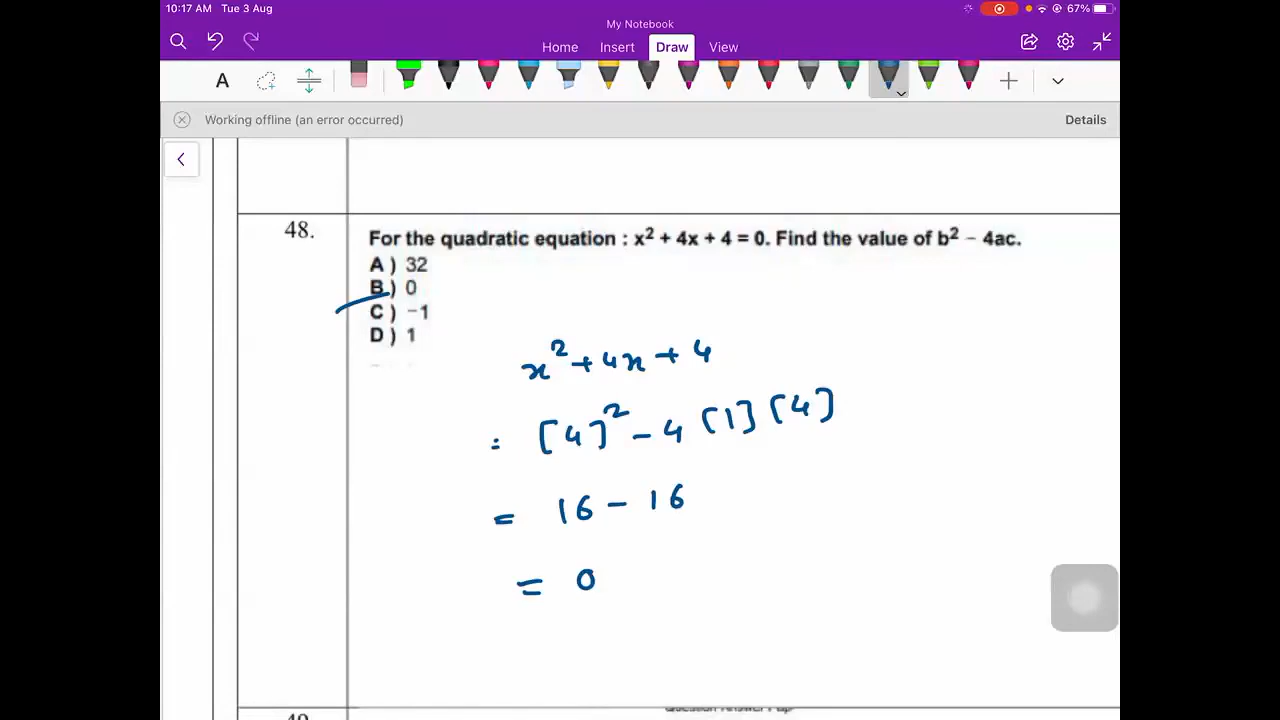 10:17 AM Tue 3 Aug
67%
My Notebook
Home Insert Draw View
A
Working offline (an error occurred)
Details
48.
For the quadratic equation : x² + 4x + 4 = 0. Find the value of b² − 4ac.
A) 32
B) 0
C) −1
D) 1
x² + 4x + 4
= [4]² − 4 [1] [4]
= 16 − 16
= 0